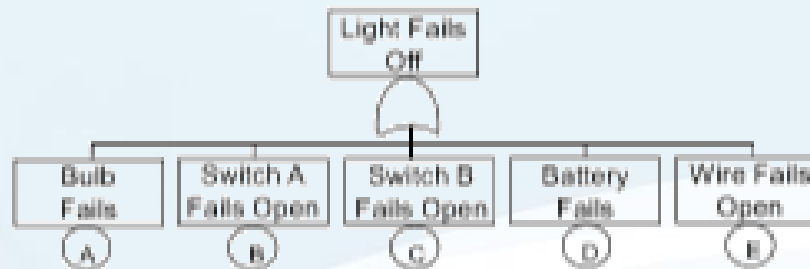 Light Fails
Off
Bulb
Fails
Switch A
Fails Open
Switch B
Fails Open
Battery
Fails
Wire Fails
Open
A
B
C
D
E